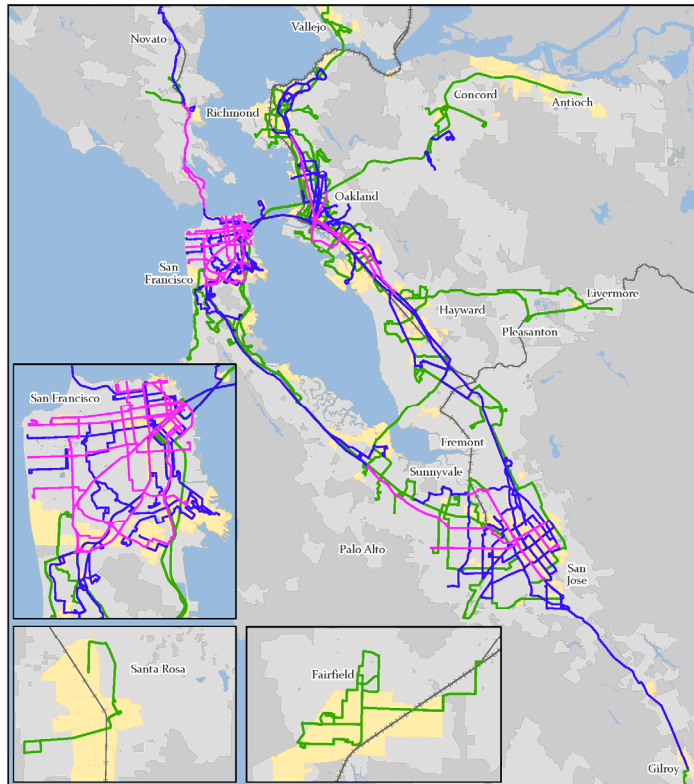 Novato
Vallejo
Concord
Antioch
Richmond
Oakland
San
Francisco
Livermore
Hayward
Pleasanton
San Francisco
Fremont
Sunnyvale
Palo Alto
San
Jose
Santa Rosa
Fairfield
Gilroy